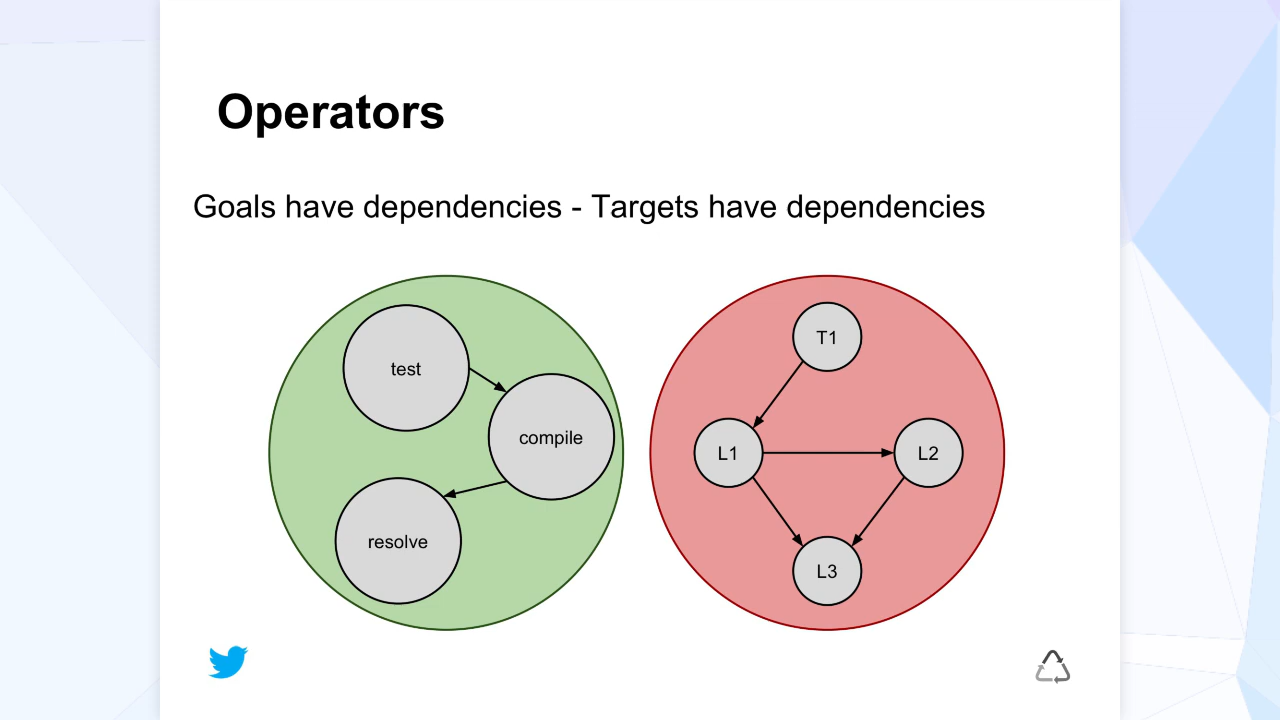 Operators
Goals have dependencies - Targets have dependencies
test
compile
resolve
T1
L1
L2
L3